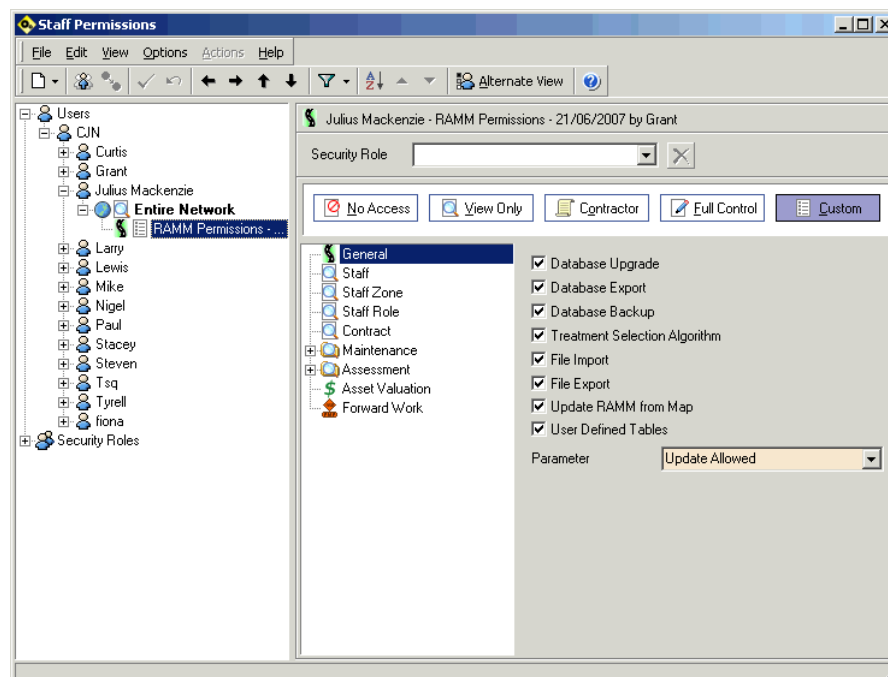 Staff Permissions
File Edit View Options Actions Help
Alternate View
Users
CJN
Curtis
Grant
Julius Mackenzie
Entire Network
RAMM Permissions - ...
Larry
Lewis
Mike
Nigel
Paul
Stacey
Steven
Tsq
Tyrell
fiona
Security Roles
Julius Mackenzie - RAMM Permissions - 21/06/2007 by Grant
Security Role
No Access View Only Contractor Full Control Custom
General
Staff
Staff Zone
Staff Role
Contract
Maintenance
Assessment
Asset Valuation
Forward Work
Database Upgrade
Database Export
Database Backup
Treatment Selection Algorithm
File Import
File Export
Update RAMM from Map
User Defined Tables
Parameter Update Allowed